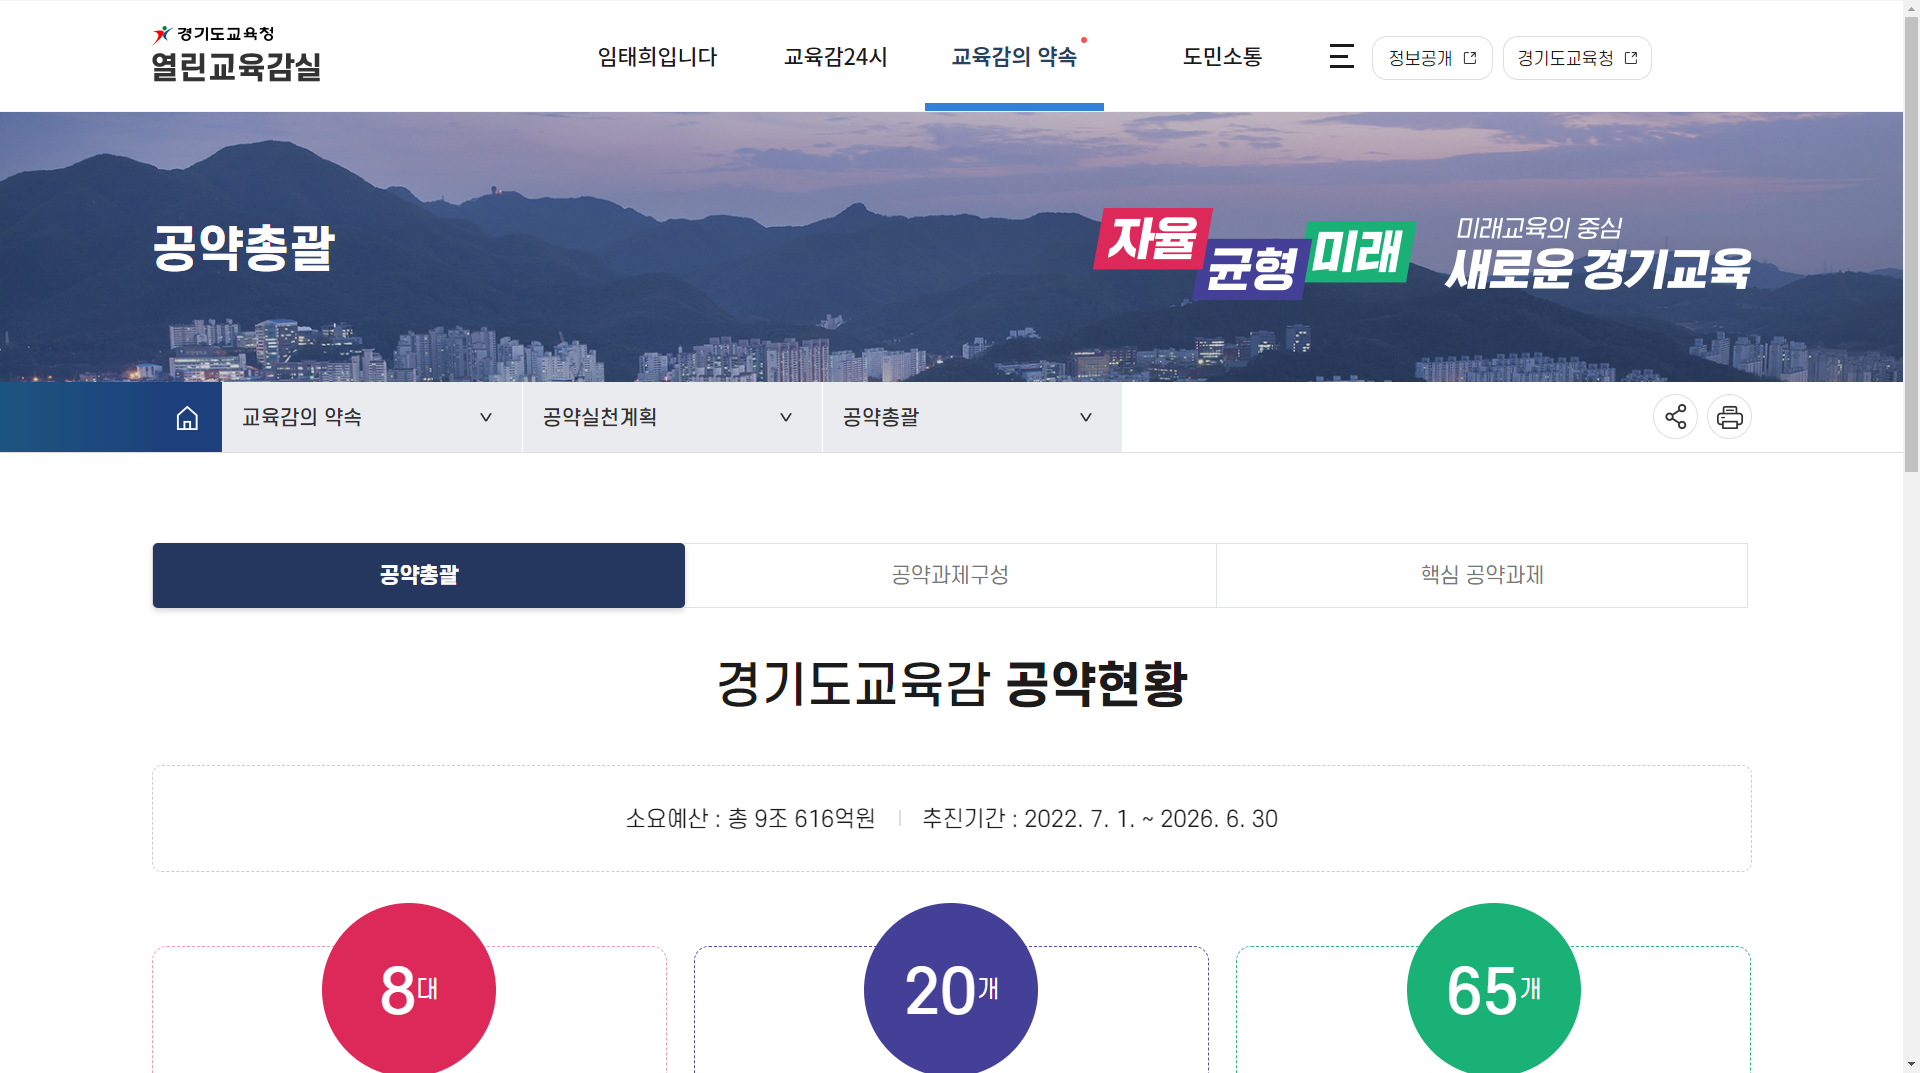 경기도교육청
열린교육감실
임태희입니다
교육감24시
교육감의 약속
도민소통
정보공개
경기도교육청
공약총괄
자율
균형
미래
미래교육의 중심
새로운 경기교육
교육감의 약속
공약실천계획
공약총괄
공약총괄
공약과제구성
핵심 공약과제
경기도교육감 공약현황
소요예산 : 총 9조 616억원
추진기간 : 2022. 7. 1. ~ 2026. 6. 30
8대
20개
65개